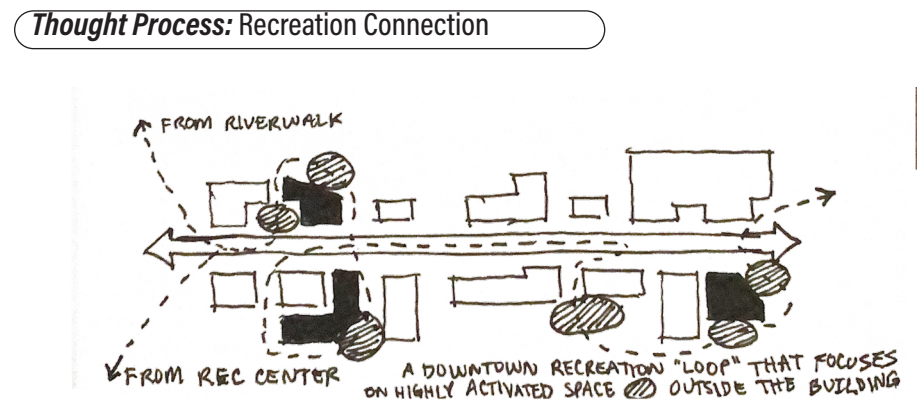 Thought Process: Recreation Connection
FROM RIVERWALK
FROM REC CENTER
A DOWNTOWN RECREATION "LOOP" THAT FOCUSES
ON HIGHLY ACTIVATED SPACE OUTSIDE THE BUILDING